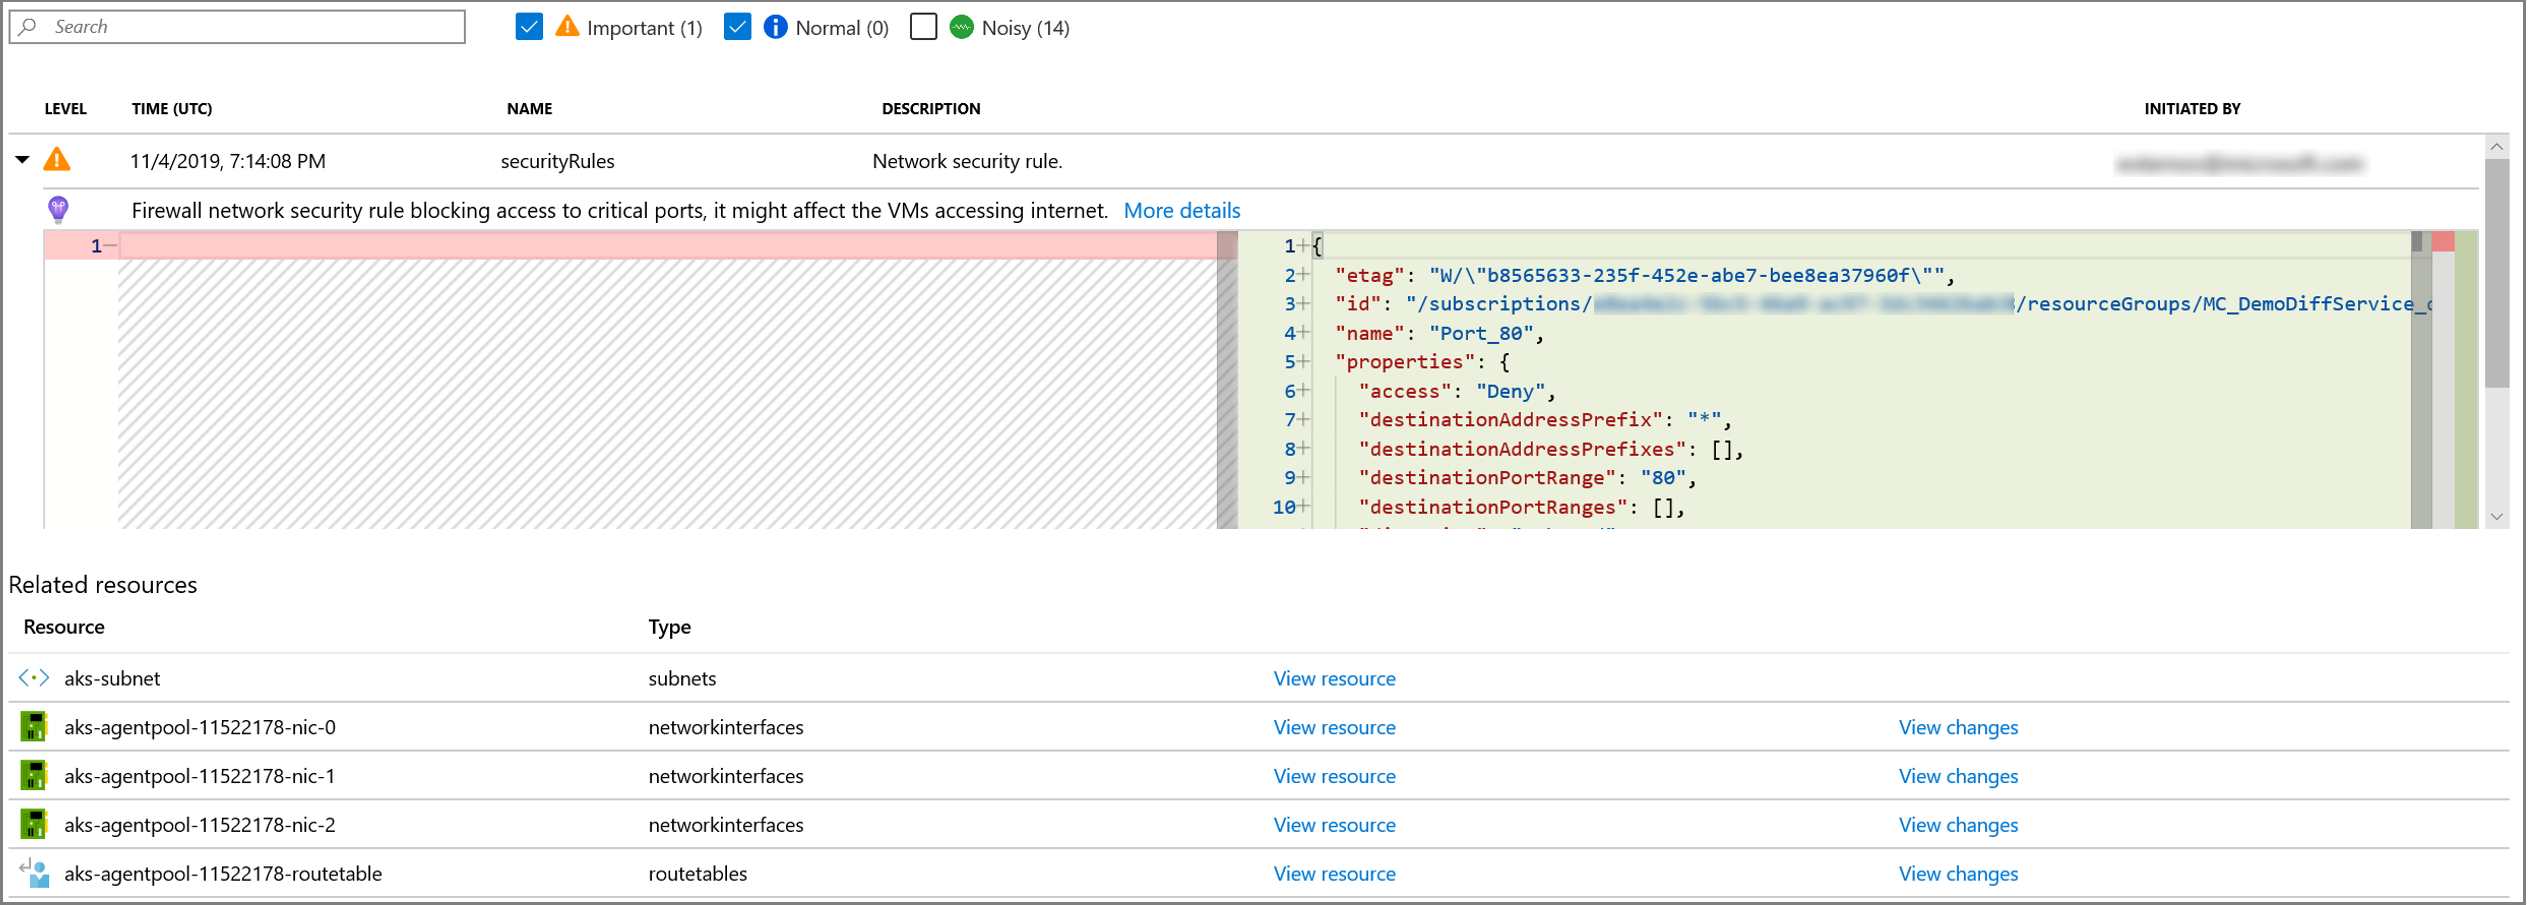 Search
Important (1) Normal (0) Noisy (14)
LEVEL TIME (UTC) NAME DESCRIPTION INITIATED BY
11/4/2019, 7:14:08 PM securityRules Network security rule.
Firewall network security rule blocking access to critical ports, it might affect the VMs accessing internet. More details
1− 1+{
2+ "etag": "W/\"b8565633-235f-452e-abe7-bee8ea37960f\"",
3+ "id": "/subscriptions/ /resourceGroups/MC_DemoDiffService_
4+ "name": "Port_80",
5+ "properties": {
6+ "access": "Deny",
7+ "destinationAddressPrefix": "*",
8+ "destinationAddressPrefixes": [],
9+ "destinationPortRange": "80",
10+ "destinationPortRanges": [],
Related resources
Resource Type
aks-subnet subnets View resource
aks-agentpool-11522178-nic-0 networkinterfaces View resource View changes
aks-agentpool-11522178-nic-1 networkinterfaces View resource View changes
aks-agentpool-11522178-nic-2 networkinterfaces View resource View changes
aks-agentpool-11522178-routetable routetables View resource View changes